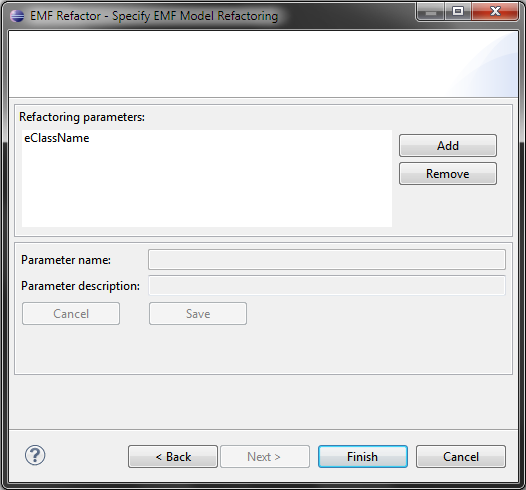 EMF Refactor - Specify EMF Model Refactoring
Refactoring parameters:
eClassName
Add
Remove
Parameter name:
Parameter description:
Cancel
Save
?
< Back
Next >
Finish
Cancel